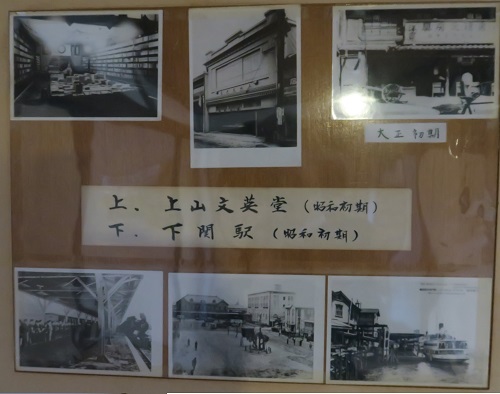 大正初期
上、上山文英堂（昭和初期）
下、下関駅（昭和初期）